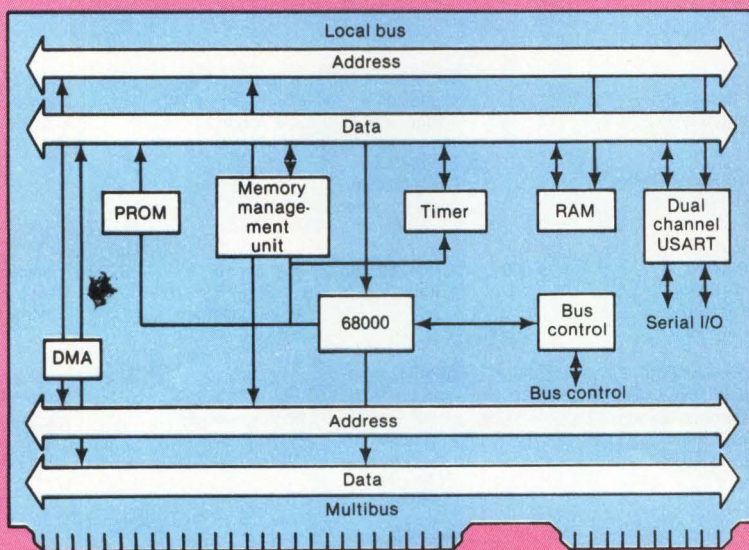 Local bus
Address
Data
PROM
Memory
manage-
ment
unit
Timer
RAM
Dual
channel
USART
68000
Bus
control
Serial I/O
DMA
Bus control
Address
Data
Multibus